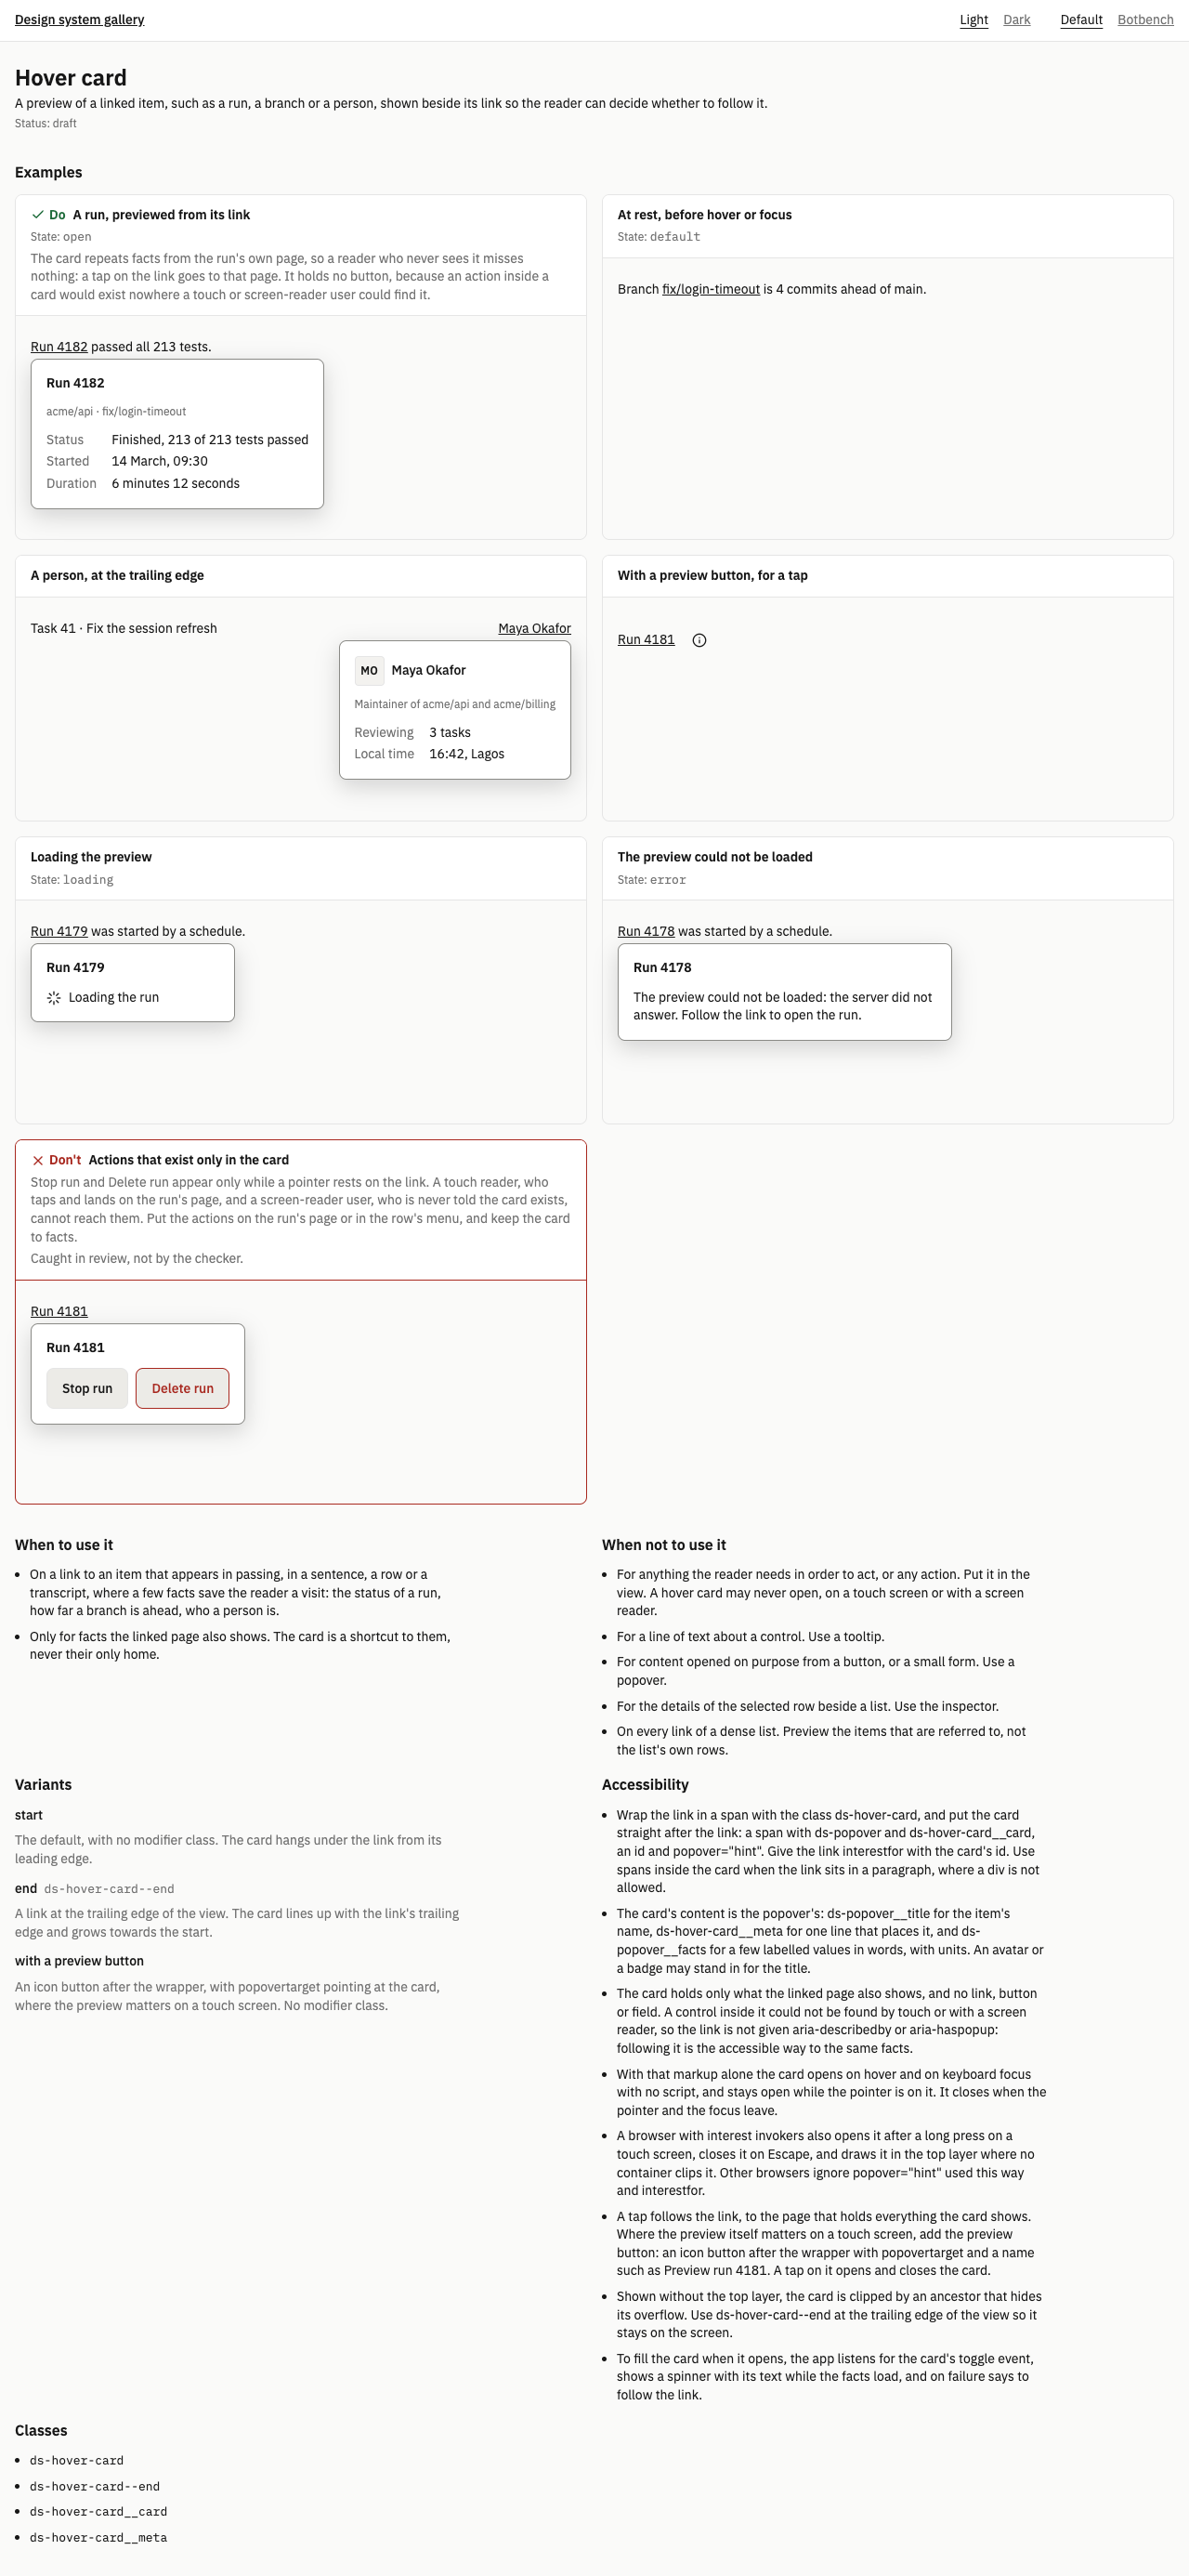 Design system gallery
Light Dark Default Botbench
Hover card
A preview of a linked item, such as a run, a branch or a person, shown beside its link so the reader can decide whether to follow it.
Status: draft
Examples
Do A run, previewed from its link
State: open
The card repeats facts from the run's own page, so a reader who never sees it misses
nothing: a tap on the link goes to that page. It holds no button, because an action inside a
card would exist nowhere a touch or screen-reader user could find it.
Run 4182 passed all 213 tests.
Run 4182
acme/api · fix/login-timeout
Status Finished, 213 of 213 tests passed
Started 14 March, 09:30
Duration 6 minutes 12 seconds
At rest, before hover or focus
State: default
Branch fix/login-timeout is 4 commits ahead of main.
A person, at the trailing edge
Task 41 · Fix the session refresh
Maya Okafor
MO Maya Okafor
Maintainer of acme/api and acme/billing
Reviewing 3 tasks
Local time 16:42, Lagos
With a preview button, for a tap
Run 4181
Loading the preview
State: loading
Run 4179 was started by a schedule.
Run 4179
Loading the run
The preview could not be loaded
State: error
Run 4178 was started by a schedule.
Run 4178
The preview could not be loaded: the server did not
answer. Follow the link to open the run.
Don't Actions that exist only in the card
Stop run and Delete run appear only while a pointer rests on the link. A touch reader, who
taps and lands on the run's page, and a screen-reader user, who is never told the card exists,
cannot reach them. Put the actions on the run's page or in the row's menu, and keep the card
to facts.
Caught in review, not by the checker.
Run 4181
Run 4181
Stop run Delete run
When to use it
On a link to an item that appears in passing, in a sentence, a row or a
transcript, where a few facts save the reader a visit: the status of a run,
how far a branch is ahead, who a person is.
Only for facts the linked page also shows. The card is a shortcut to them,
never their only home.
When not to use it
For anything the reader needs in order to act, or any action. Put it in the
view. A hover card may never open, on a touch screen or with a screen
reader.
For a line of text about a control. Use a tooltip.
For content opened on purpose from a button, or a small form. Use a
popover.
For the details of the selected row beside a list. Use the inspector.
On every link of a dense list. Preview the items that are referred to, not
the list's own rows.
Variants
start
The default, with no modifier class. The card hangs under the link from its
leading edge.
end ds-hover-card--end
A link at the trailing edge of the view. The card lines up with the link's trailing
edge and grows towards the start.
with a preview button
An icon button after the wrapper, with popovertarget pointing at the card,
where the preview matters on a touch screen. No modifier class.
Accessibility
Wrap the link in a span with the class ds-hover-card, and put the card
straight after the link: a span with ds-popover and ds-hover-card__card,
an id and popover="hint". Give the link interestfor with the card's id. Use
spans inside the card when the link sits in a paragraph, where a div is not
allowed.
The card's content is the popover's: ds-popover__title for the item's
name, ds-hover-card__meta for one line that places it, and ds-
popover__facts for a few labelled values in words, with units. An avatar or
a badge may stand in for the title.
The card holds only what the linked page also shows, and no link, button
or field. A control inside it could not be found by touch or with a screen
reader, so the link is not given aria-describedby or aria-haspopup:
following it is the accessible way to the same facts.
With that markup alone the card opens on hover and on keyboard focus
with no script, and stays open while the pointer is on it. It closes when the
pointer and the focus leave.
A browser with interest invokers also opens it after a long press on a
touch screen, closes it on Escape, and draws it in the top layer where no
container clips it. Other browsers ignore popover="hint" used this way
and interestfor.
A tap follows the link, to the page that holds everything the card shows.
Where the preview itself matters on a touch screen, add the preview
button: an icon button after the wrapper with popovertarget and a name
such as Preview run 4181. A tap on it opens and closes the card.
Shown without the top layer, the card is clipped by an ancestor that hides
its overflow. Use ds-hover-card--end at the trailing edge of the view so it
stays on the screen.
To fill the card when it opens, the app listens for the card's toggle event,
shows a spinner with its text while the facts load, and on failure says to
follow the link.
Classes
ds-hover-card
ds-hover-card--end
ds-hover-card__card
ds-hover-card__meta